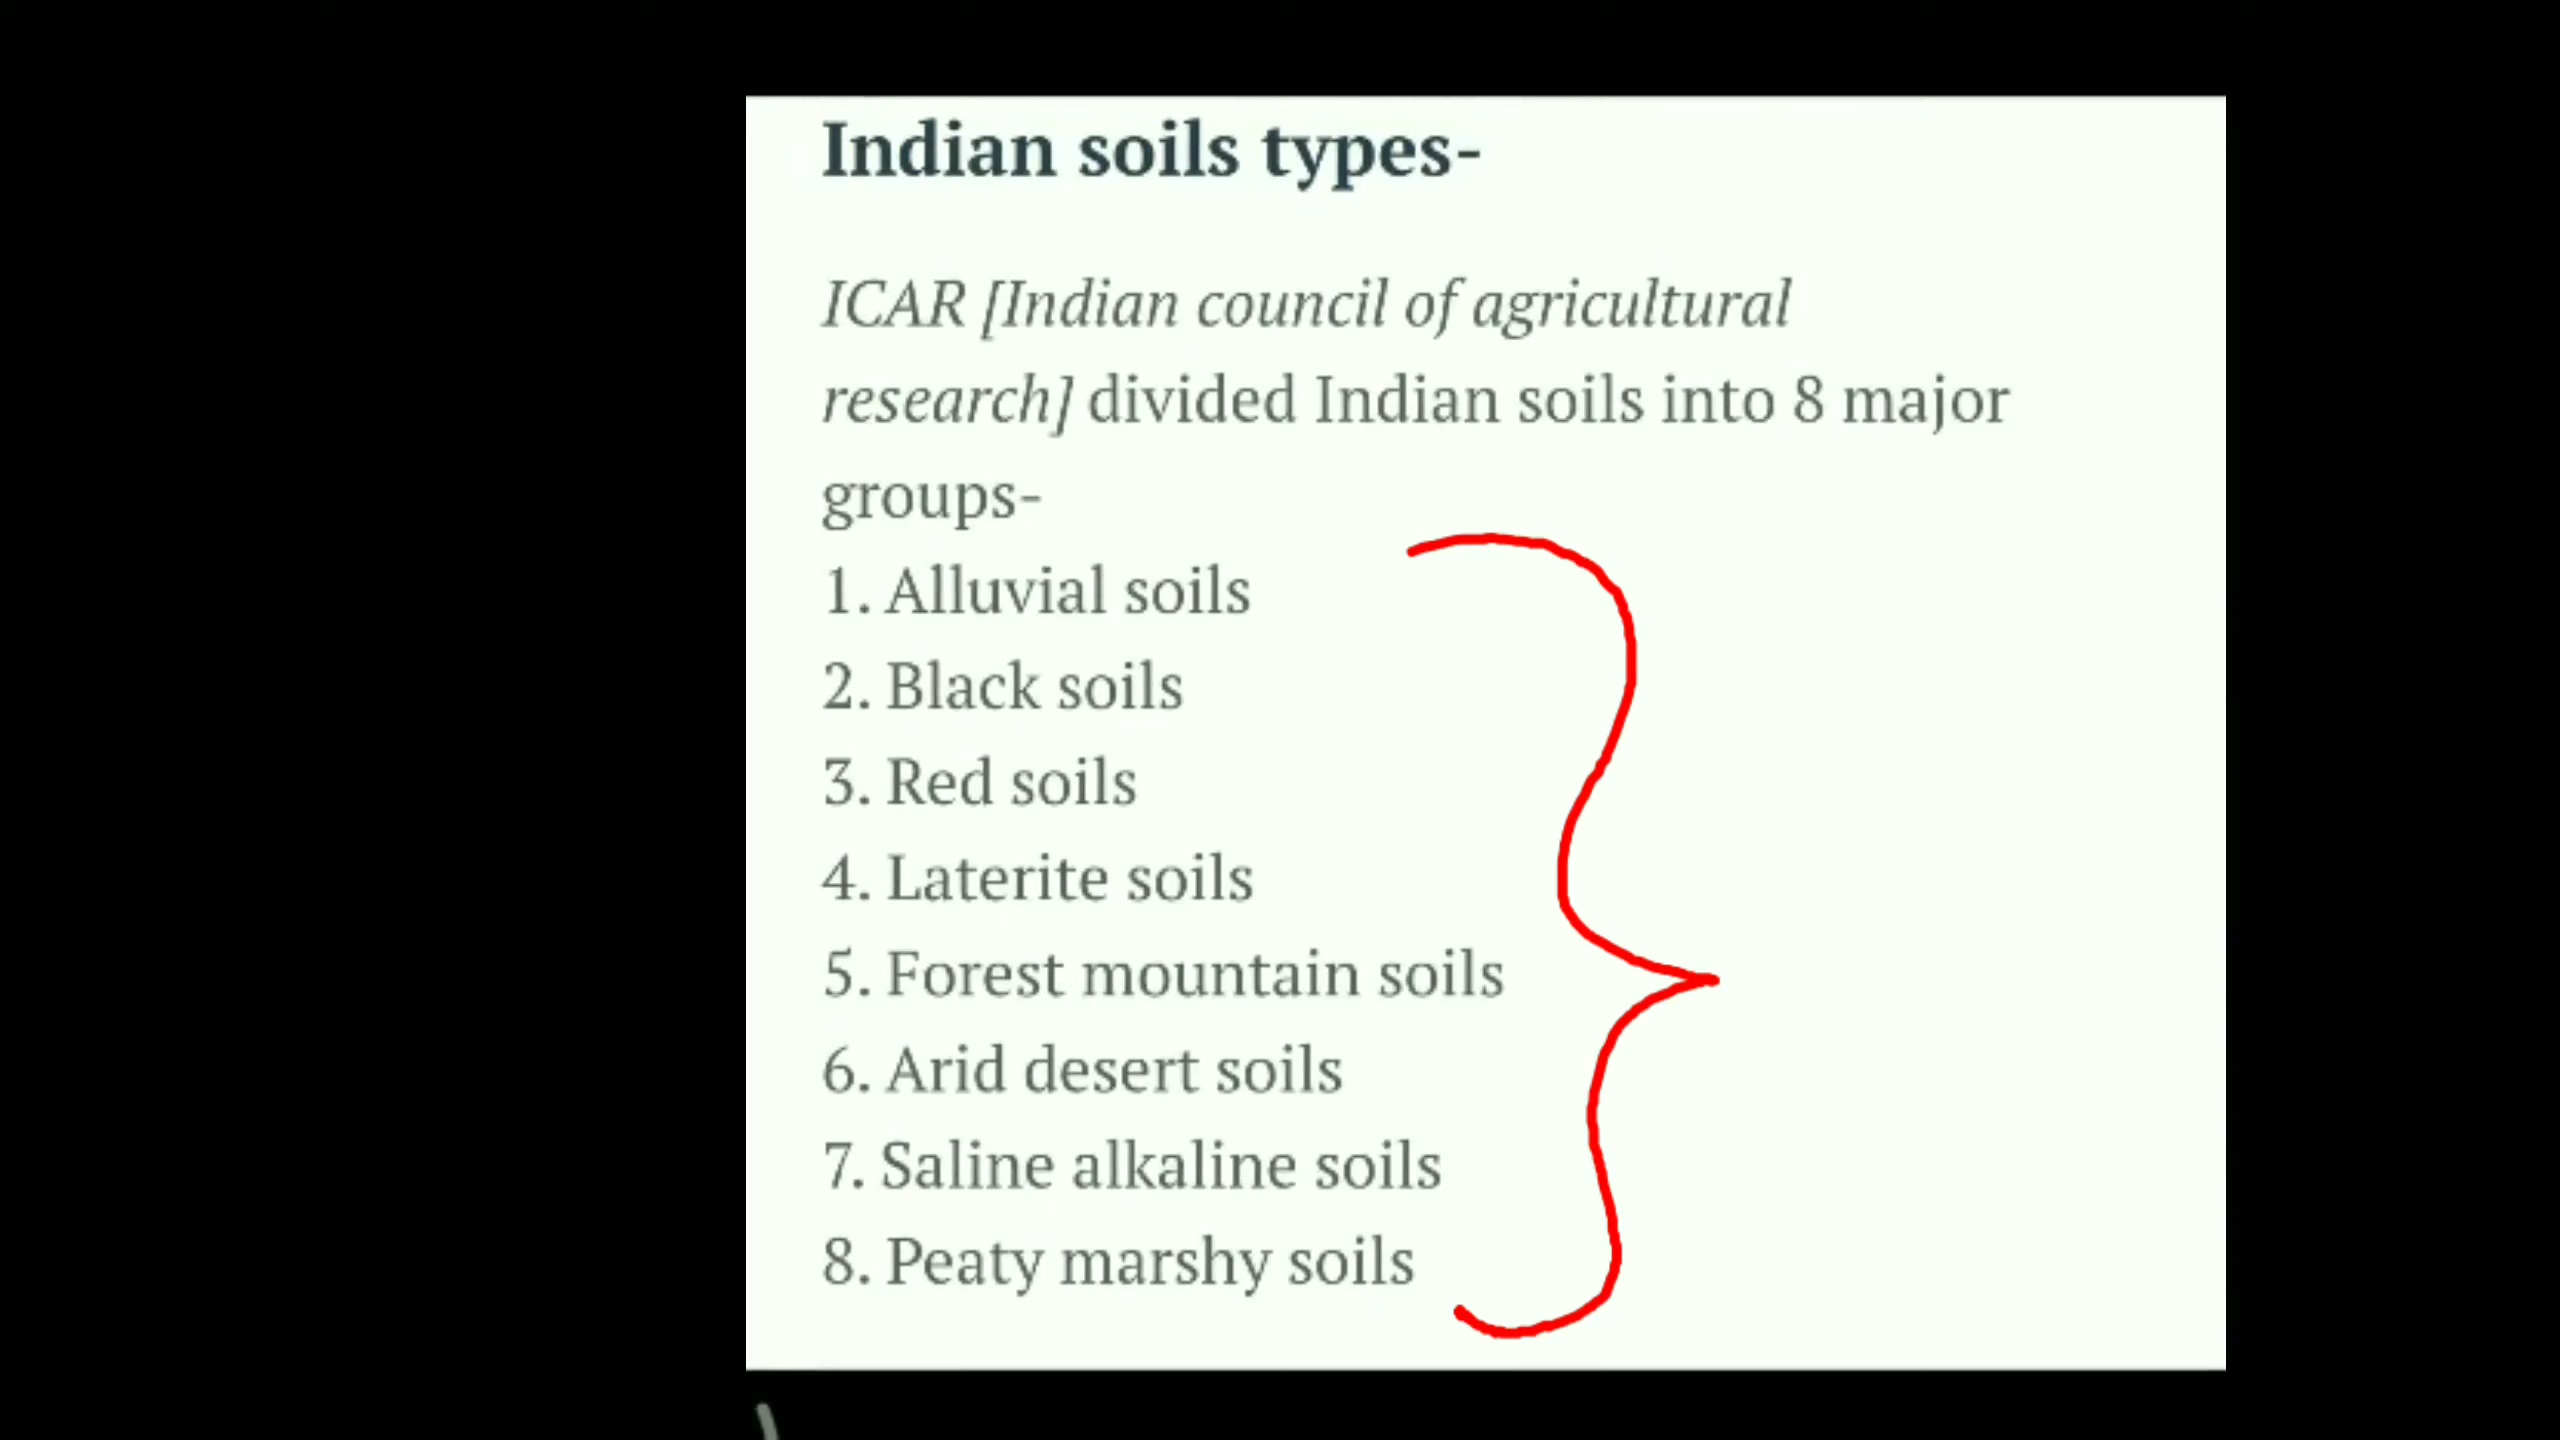 Indian soils types-
ICAR [Indian council of agricultural
research] divided Indian soils into 8 major
groups-
1. Alluvial soils
2. Black soils
3. Red soils
4. Laterite soils
5. Forest mountain soils
6. Arid desert soils
7. Saline alkaline soils
8. Peaty marshy soils